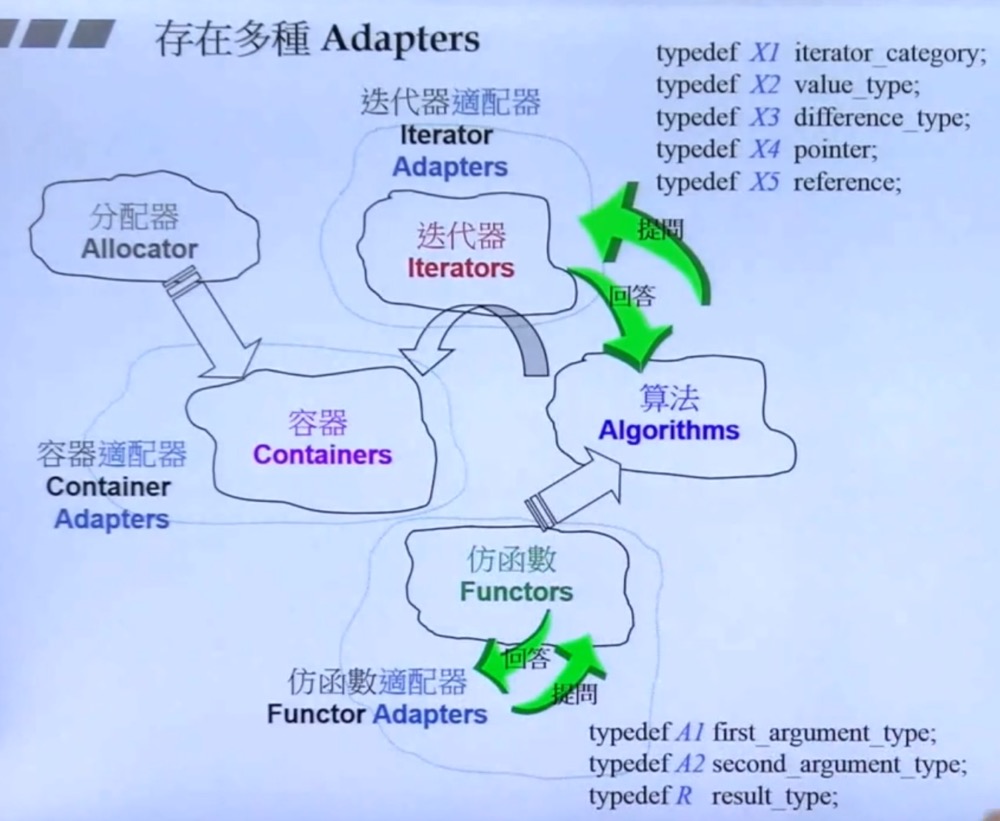 存在多種 Adapters
typedef X1 iterator_category;
typedef X2 value_type;
typedef X3 difference_type;
typedef X4 pointer;
typedef X5 reference;
迭代器適配器
Iterator
Adapters
分配器
Allocator
迭代器
Iterators
提問
回答
容器
Containers
算法
Algorithms
容器適配器
Container
Adapters
仿函數
Functors
回答
提問
仿函數適配器
Functor Adapters
typedef A1 first_argument_type;
typedef A2 second_argument_type;
typedef R result_type;